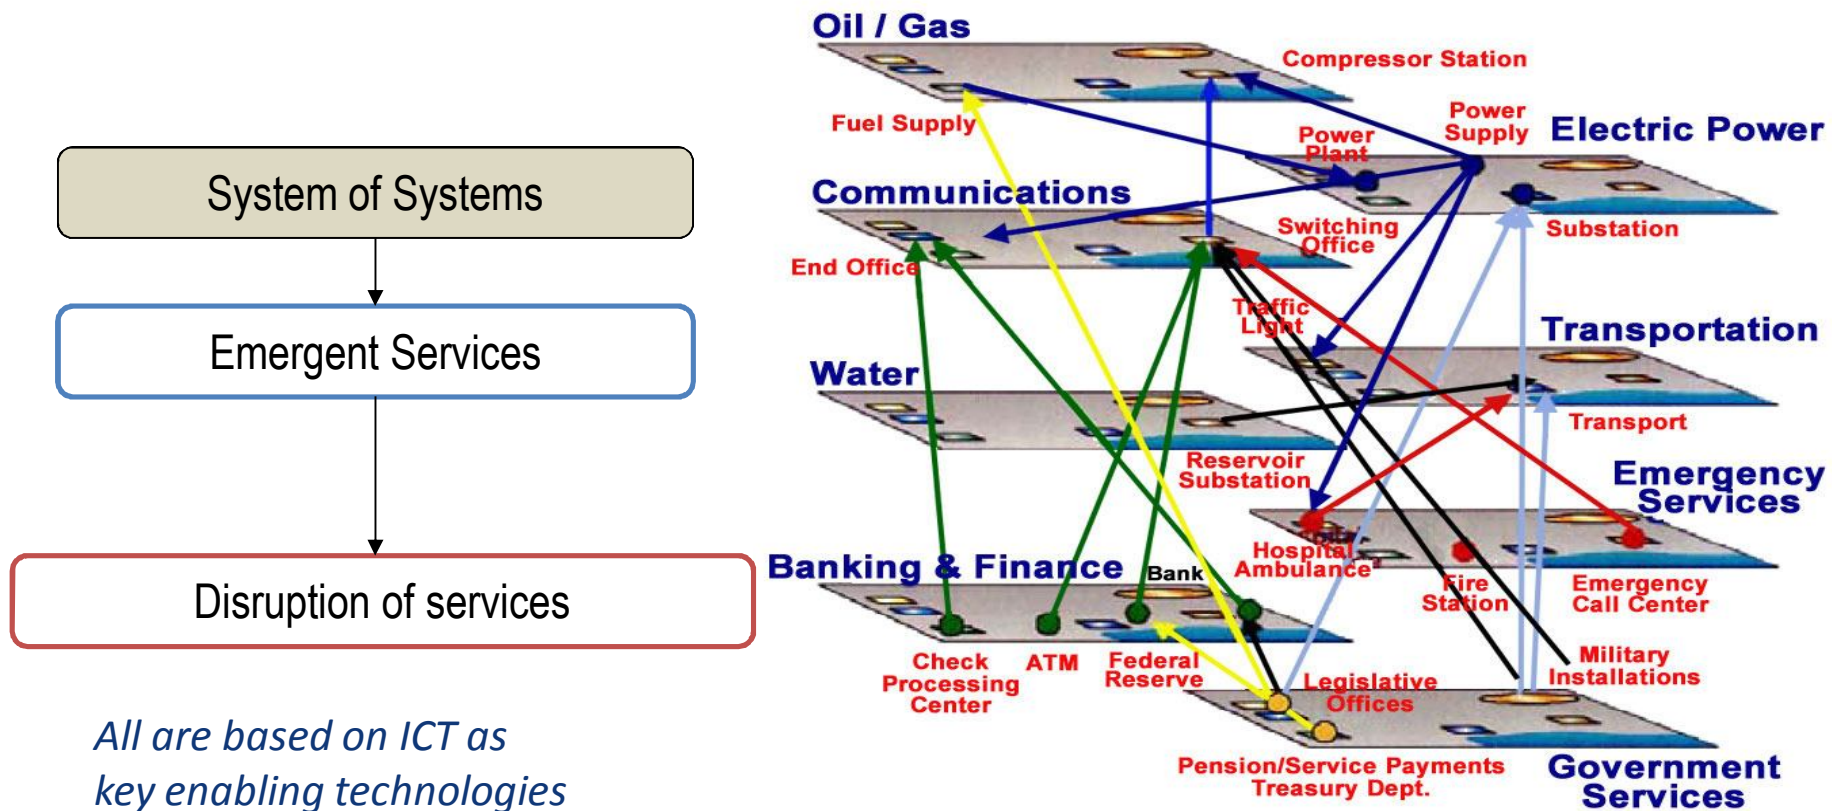 System of Systems
Emergent Services
Disruption of services
All are based on ICT as
key enabling technologies
Oil / Gas
Compressor Station
Fuel Supply
Power
Supply
Power
Plant
Electric Power
Substation
Communications
Switching
Office
End Office
Traffic
Light
Transportation
Transport
Water
Reservoir
Substation
Emergency
Services
Hospital
Ambulance
Fire
Station
Emergency
Call Center
Banking & Finance
Bank
Check
Processing
Center
ATM
Federal
Reserve
Legislative
Offices
Military
Installations
Pension/Service Payments
Treasury Dept.
Government
Services